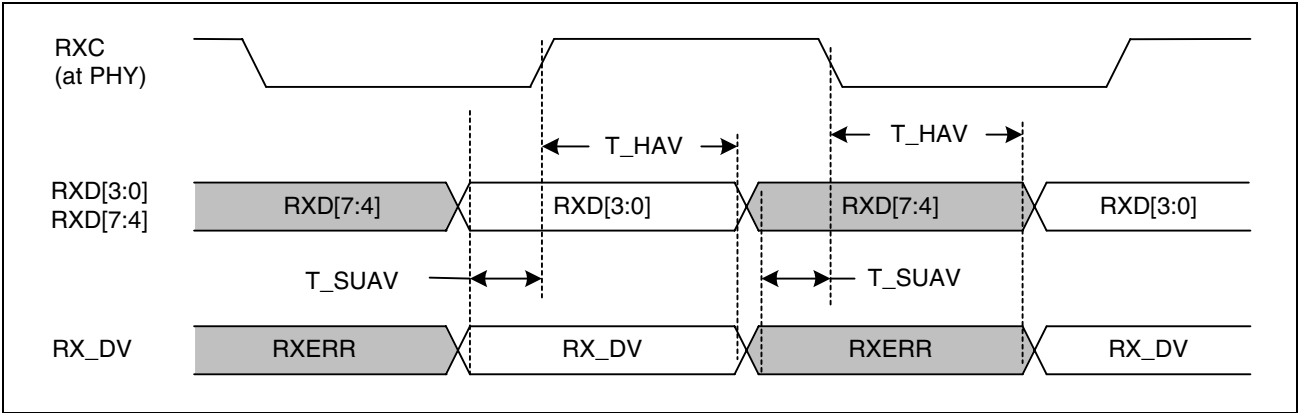 RXC
(at PHY)
T_HAV
T_HAV
RXD[3:0]
RXD[7:4]
RXD[7:4]
RXD[3:0]
RXD[7:4]
RXD[3:0]
T_SUAV
T_SUAV
RX_DV
RXERR
RX_DV
RXERR
RX_DV